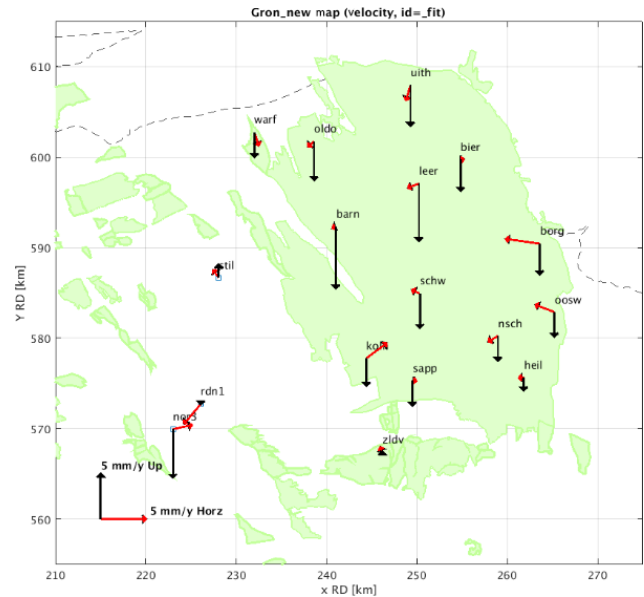 Gron_new map (velocity, id=_fit)
610
600
590
580
570
560
Y RD [km]
uith
warf
oldo
bier
leer
barn
borg
stil
schw
oosw
nsch
kolh
sapp
heil
rdn1
nor3
zldv
5 mm/y Up
5 mm/y Horz
210 220 230 240 250 260 270
x RD [km]